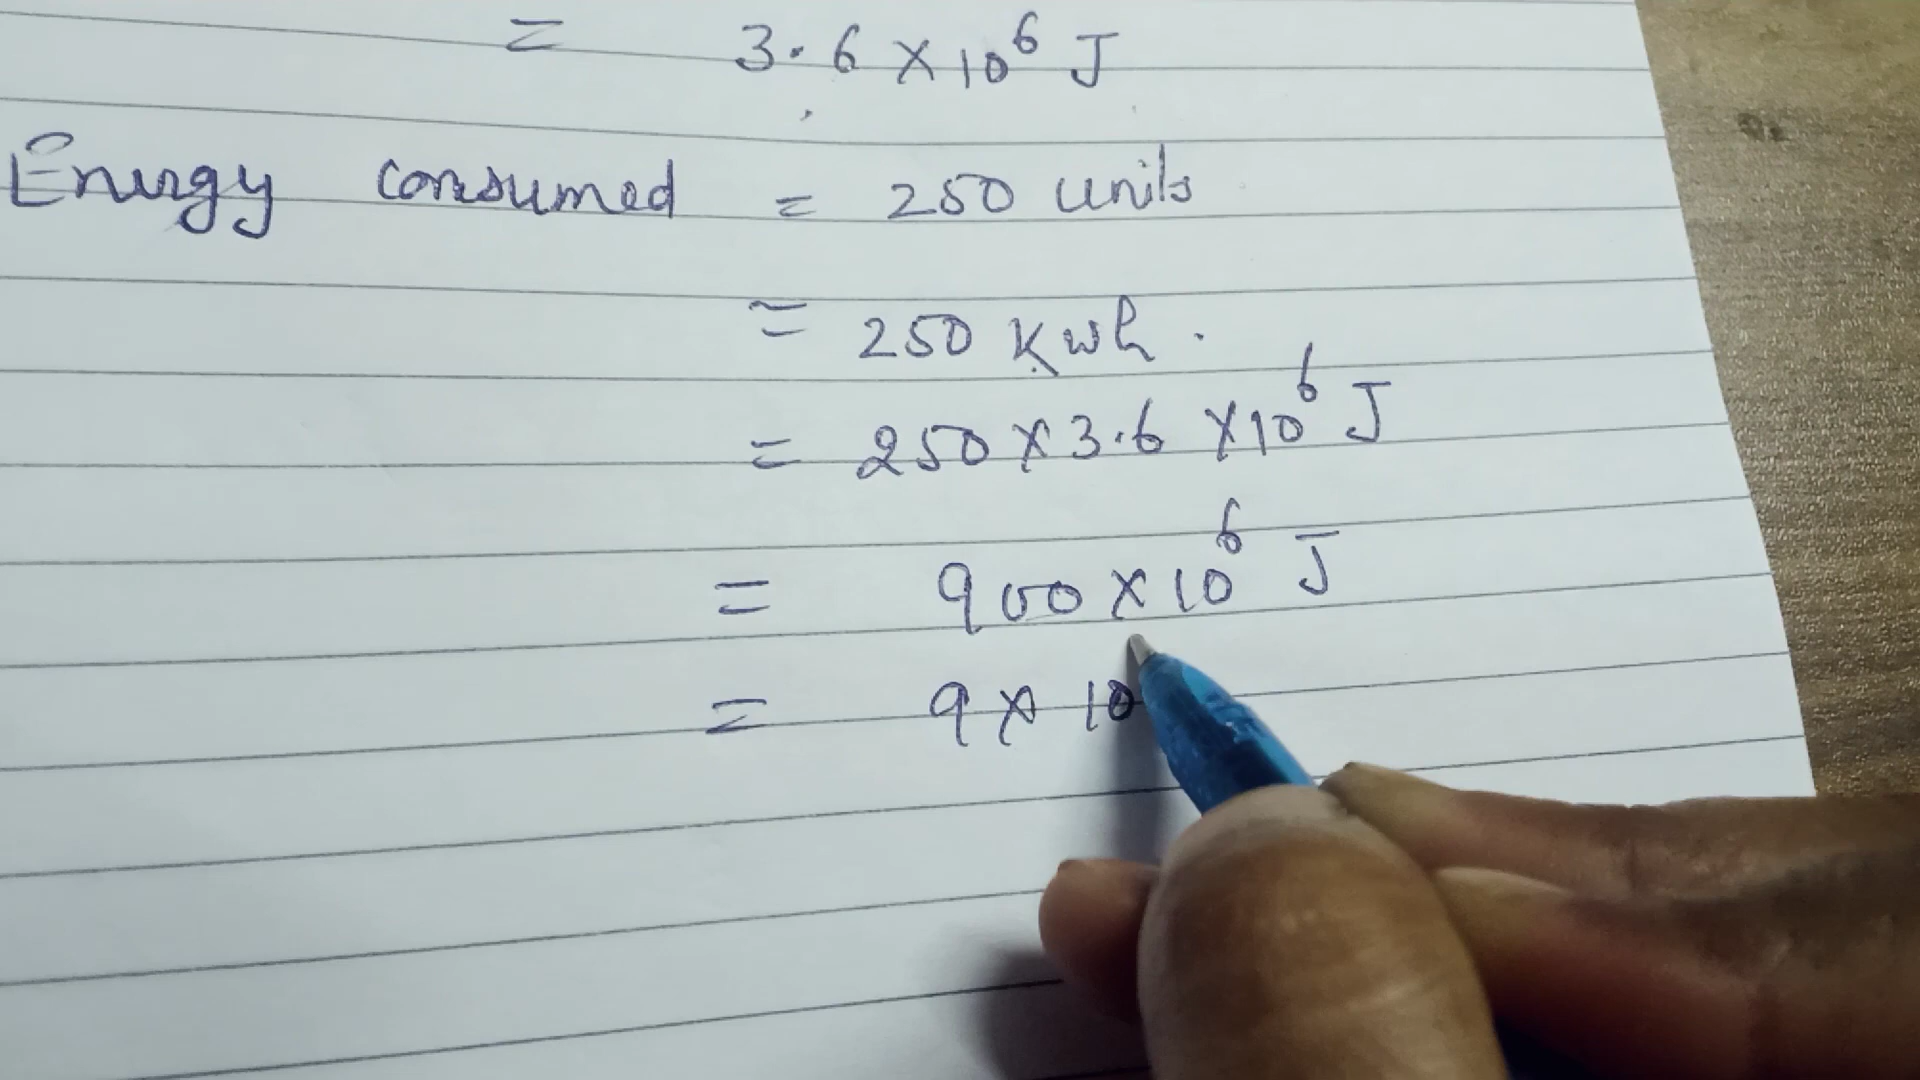 = 3.6 × 10⁶ J
Energy consumed = 250 units
= 250 Kwh.
= 250 × 3.6 × 10⁶ J
= 900 × 10⁶ J
= 9 × 10